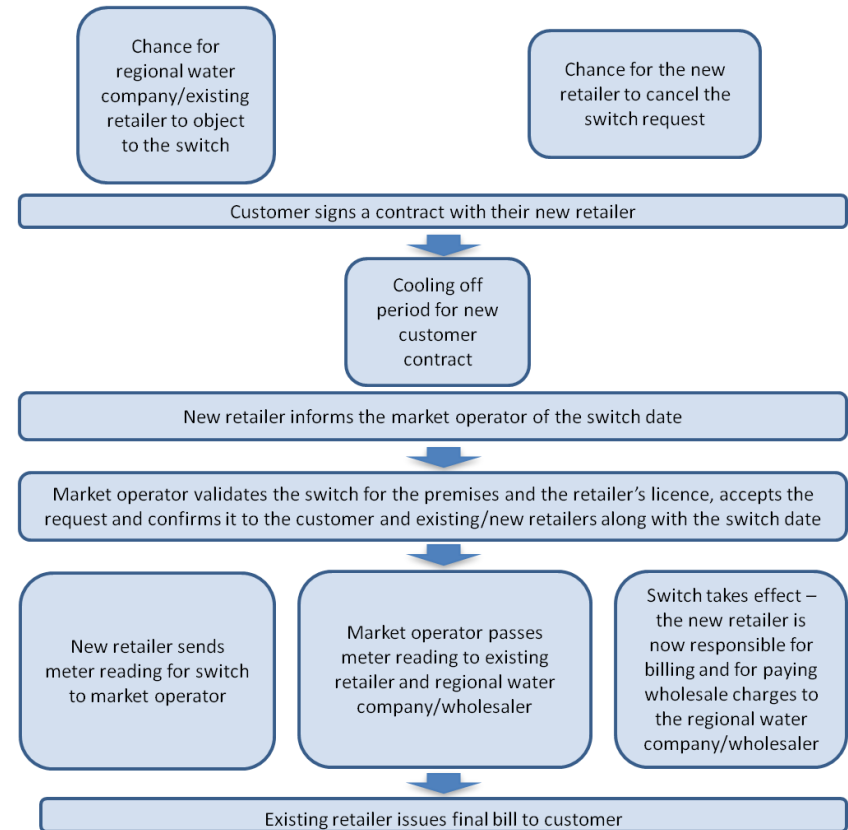 Chance for
regional water
company/existing
retailer to object
to the switch
Chance for the new
retailer to cancel the
switch request
Customer signs a contract with their new retailer
Cooling off
period for new
customer
contract
New retailer informs the market operator of the switch date
Market operator validates the switch for the premises and the retailer’s licence, accepts the
request and confirms it to the customer and existing/new retailers along with the switch date
New retailer sends
meter reading for switch
to market operator
Market operator passes
meter reading to existing
retailer and regional water
company/wholesaler
Switch takes effect –
the new retailer is
now responsible for
billing and for paying
wholesale charges to
the regional water
company/wholesaler
Existing retailer issues final bill to customer